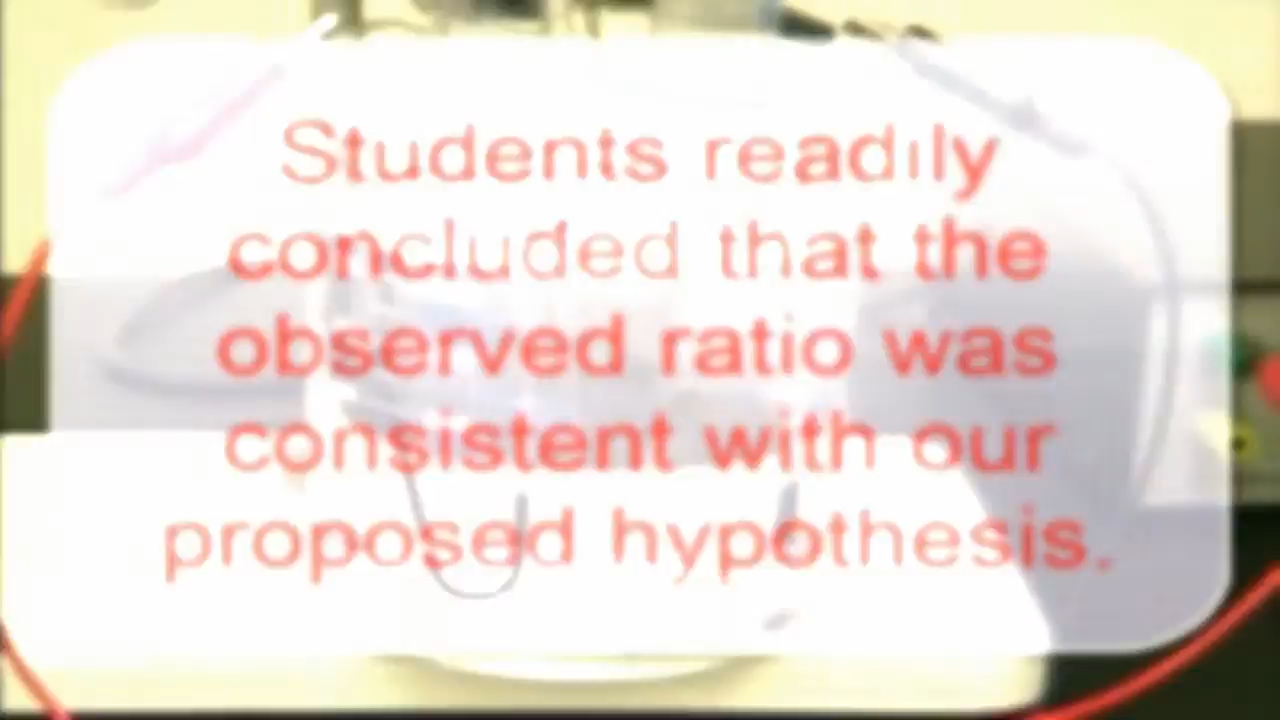 Students readily
concluded that the
observed ratio was
consistent with our
proposed hypothesis.